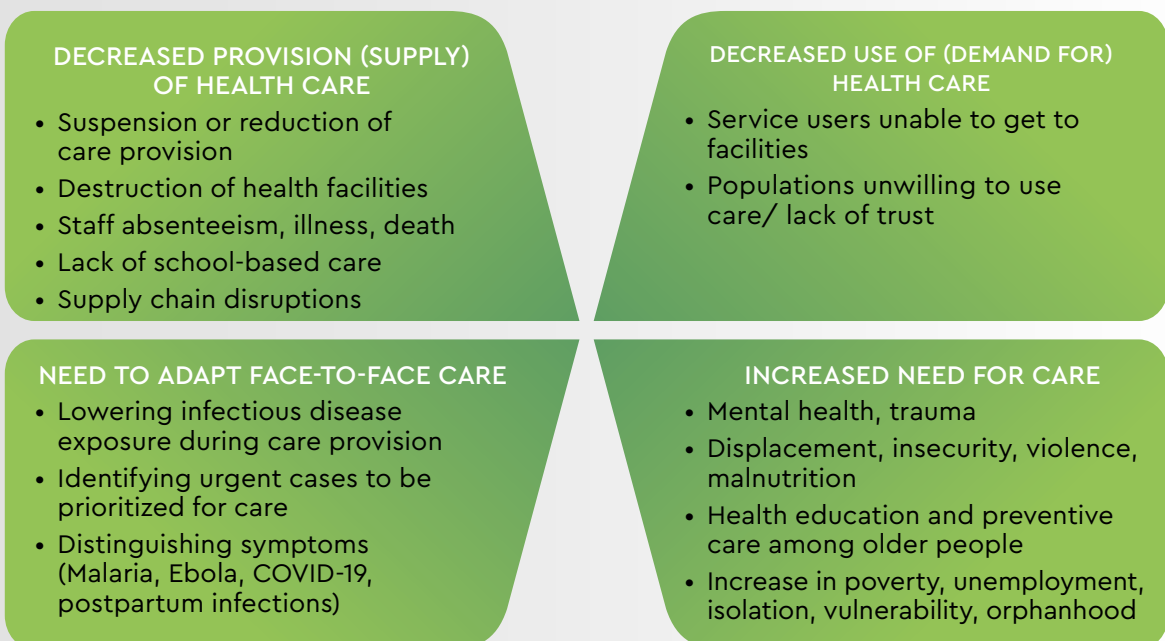 DECREASED PROVISION (SUPPLY)
OF HEALTH CARE
• Suspension or reduction of
care provision
• Destruction of health facilities
• Staff absenteeism, illness, death
• Lack of school-based care
• Supply chain disruptions
DECREASED USE OF (DEMAND FOR)
HEALTH CARE
• Service users unable to get to
facilities
• Populations unwilling to use
care/ lack of trust
NEED TO ADAPT FACE-TO-FACE CARE
• Lowering infectious disease
exposure during care provision
• Identifying urgent cases to be
prioritized for care
• Distinguishing symptoms
(Malaria, Ebola, COVID-19,
postpartum infections)
INCREASED NEED FOR CARE
• Mental health, trauma
• Displacement, insecurity, violence,
malnutrition
• Health education and preventive
care among older people
• Increase in poverty, unemployment,
isolation, vulnerability, orphanhood